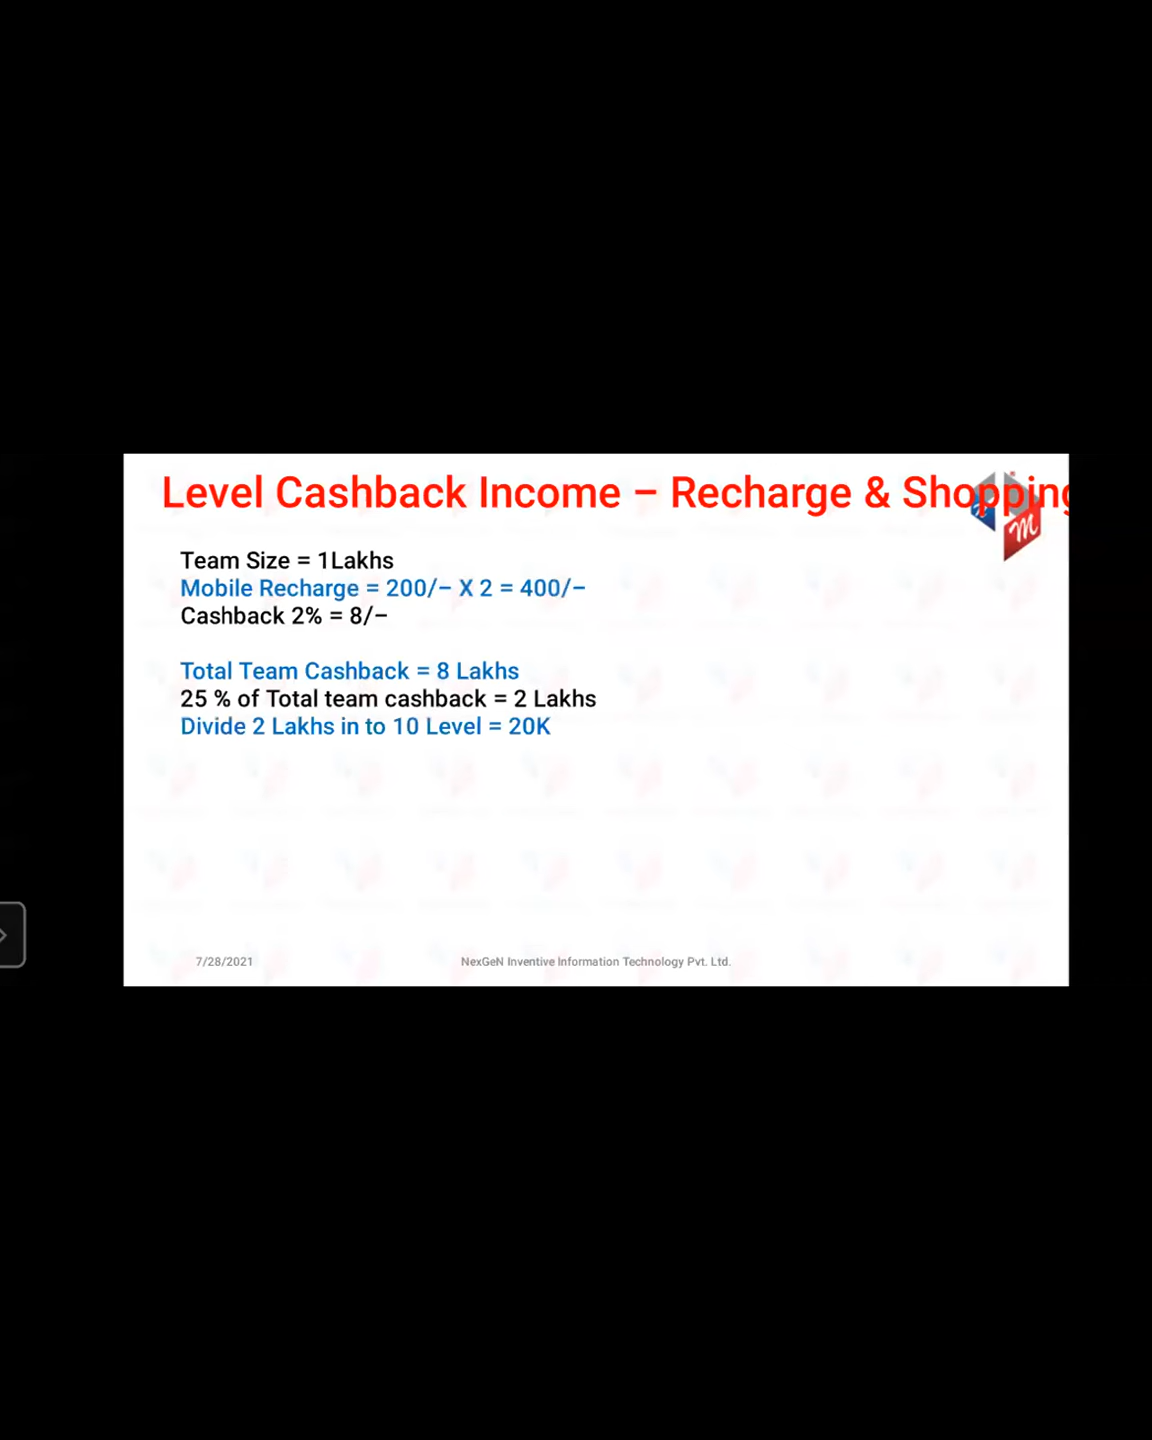 Level Cashback Income – Recharge & Shopping
Team Size = 1Lakhs
Mobile Recharge = 200/– X 2 = 400/–
Cashback 2% = 8/–
Total Team Cashback = 8 Lakhs
25 % of Total team cashback = 2 Lakhs
Divide 2 Lakhs in to 10 Level = 20K
7/28/2021
NexGeN Inventive Information Technology Pvt. Ltd.